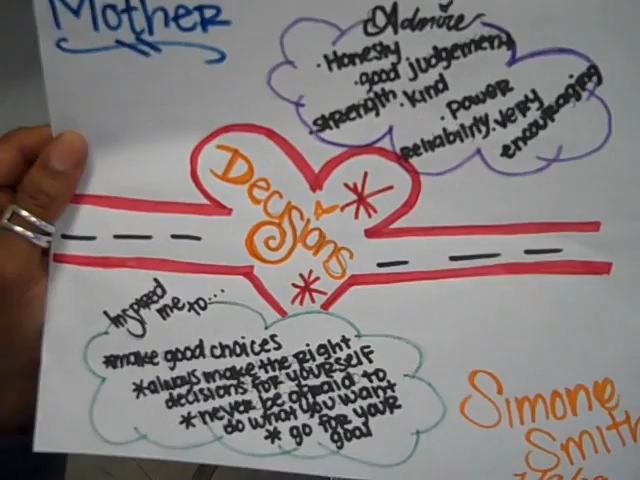 Mother
Admire
· Honesty
· good judgement
· strength · kind
· power
reliability · very
encouraging
Decisions
Inspired
me to...
*make good choices
*always make the right
decisions for yourself
*never be afraid to
do what you want
* go for your
goal
Simone
Smith